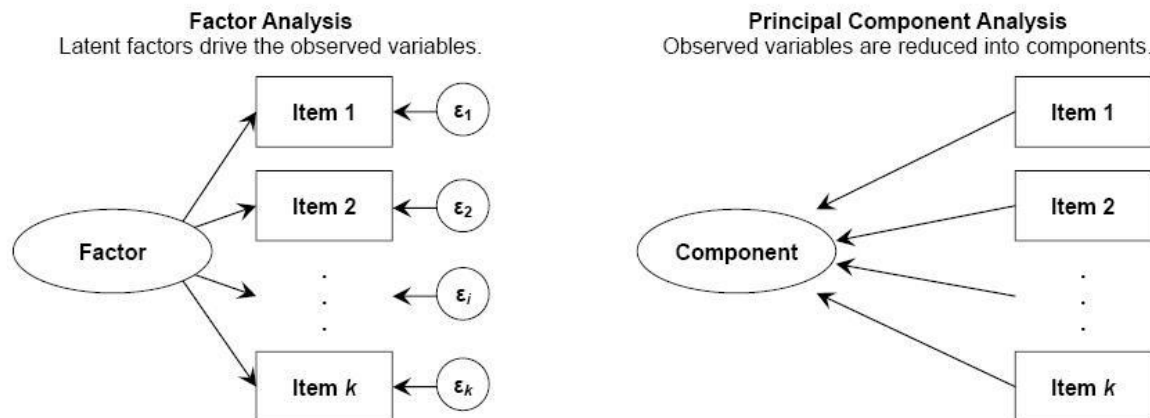 Factor Analysis
Latent factors drive the observed variables.
Item 1
ε1
Item 2
ε2
Factor
.
.
.
εi
Item k
εk
Principal Component Analysis
Observed variables are reduced into components.
Item 1
Item 2
Component
.
.
.
Item k